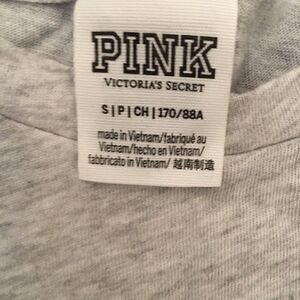 PINK
VICTORIA'S SECRET
S | P | CH | 170/88A
made in Vietnam/fabriqué au
Vietnam/hecho en Vietnam/
fabbricato in Vietnam/ 越南制造